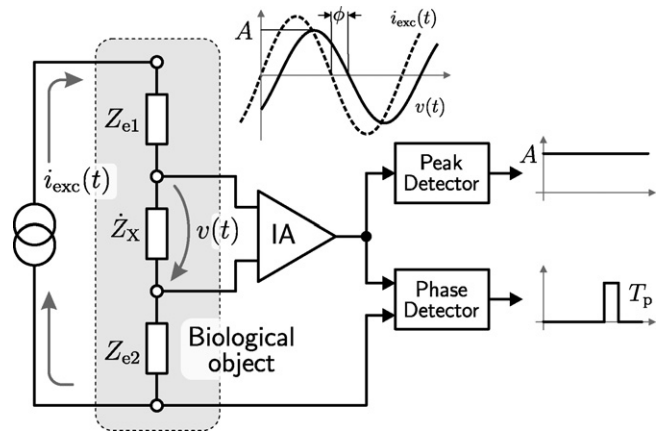 A
ϕ
i_exc(t)
v(t)
Z_e1
i_exc(t)
Ż_X
v(t)
IA
Peak
Detector
A
Phase
Detector
T_p
Z_e2
Biological
object